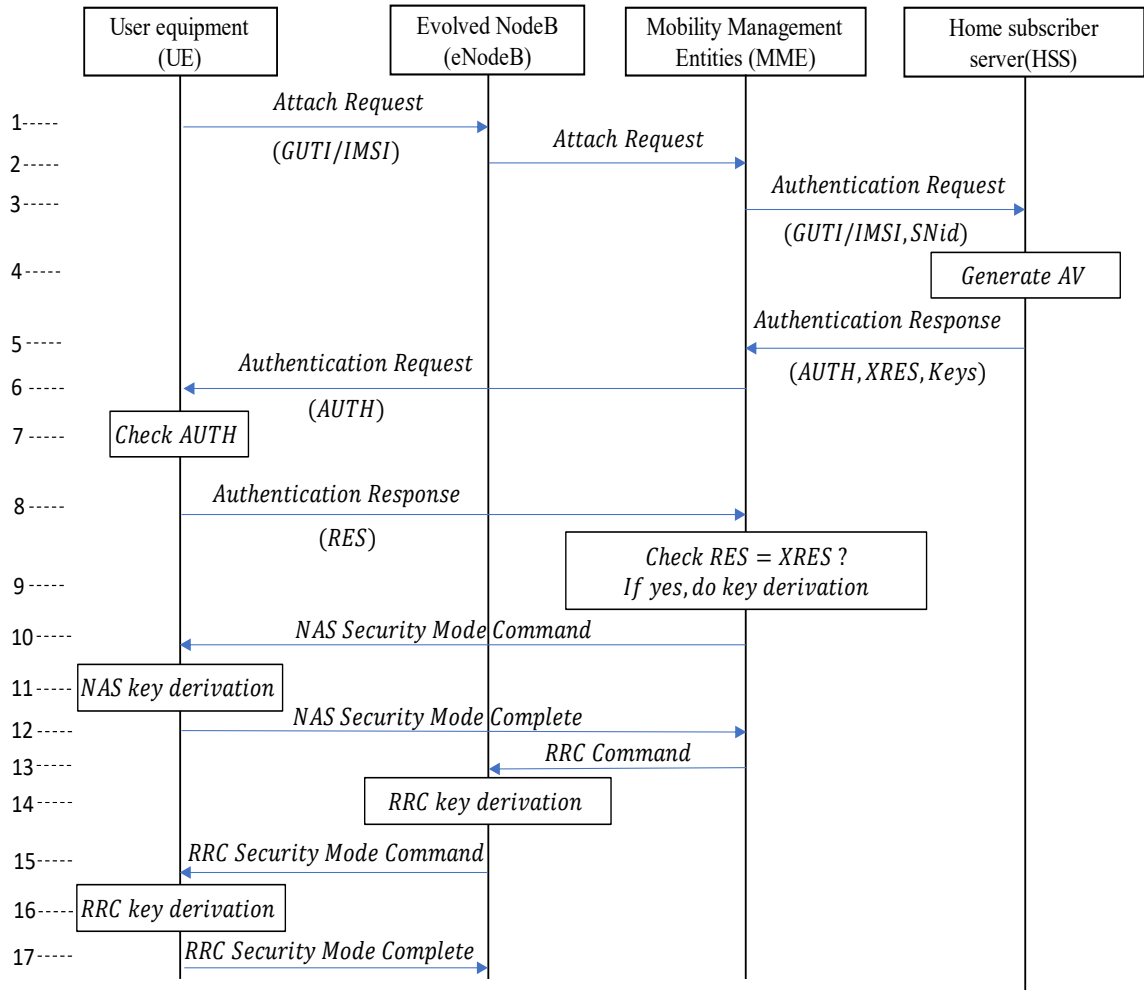 User equipment
(UE)
Evolved NodeB
(eNodeB)
Mobility Management
Entities (MME)
Home subscriber
server(HSS)
1-----
Attach Request
(GUTI/IMSI)
2-----
Attach Request
3-----
Authentication Request
(GUTI/IMSI, SNid)
4-----
Generate AV
5-----
Authentication Response
(AUTH, XRES, Keys)
6-----
Authentication Request
(AUTH)
7-----
Check AUTH
8-----
Authentication Response
(RES)
9-----
Check RES = XRES ?
If yes, do key derivation
10-----
NAS Security Mode Command
11-----
NAS key derivation
12-----
NAS Security Mode Complete
13-----
RRC Command
14-----
RRC key derivation
15-----
RRC Security Mode Command
16-----
RRC key derivation
17-----
RRC Security Mode Complete